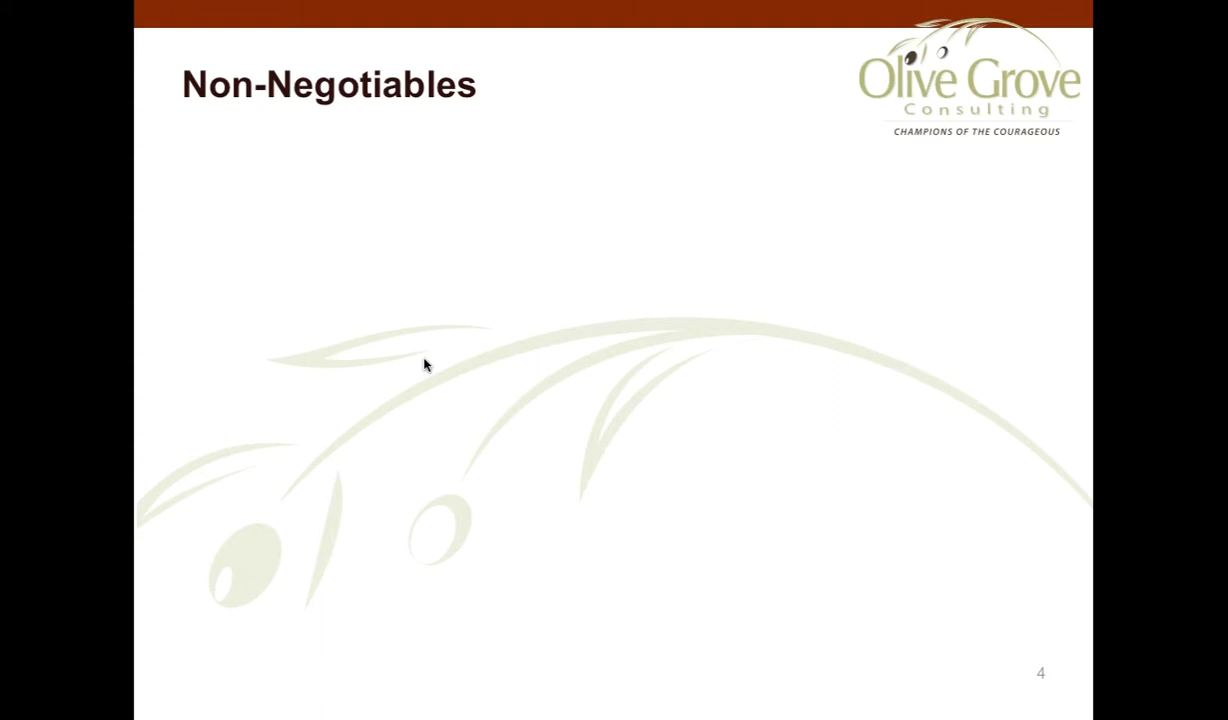 Non-Negotiables
Olive Grove
Consulting
CHAMPIONS OF THE COURAGEOUS
4